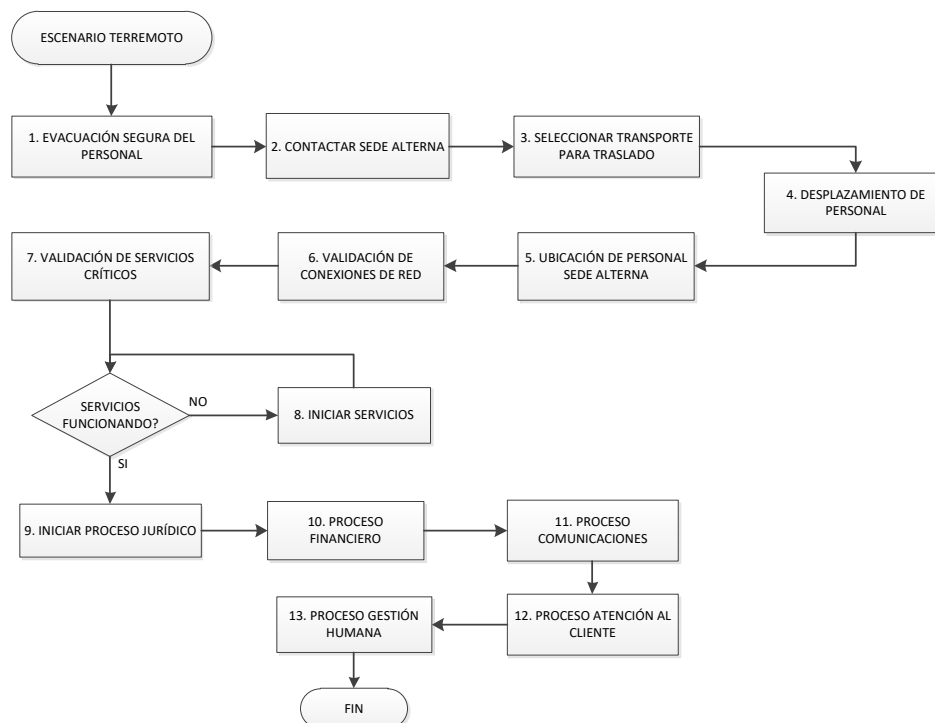 ESCENARIO TERREMOTO
1. EVACUACIÓN SEGURA DEL
PERSONAL
2. CONTACTAR SEDE ALTERNA
3. SELECCIONAR TRANSPORTE
PARA TRASLADO
4. DESPLAZAMIENTO DE
PERSONAL
5. UBICACIÓN DE PERSONAL
SEDE ALTERNA
6. VALIDACIÓN DE
CONEXIONES DE RED
7. VALIDACIÓN DE SERVICIOS
CRÍTICOS
SERVICIOS
FUNCIONANDO?
NO
8. INICIAR SERVICIOS
SI
9. INICIAR PROCESO JURÍDICO
10. PROCESO
FINANCIERO
11. PROCESO
COMUNICACIONES
12. PROCESO ATENCIÓN AL
CLIENTE
13. PROCESO GESTIÓN
HUMANA
FIN